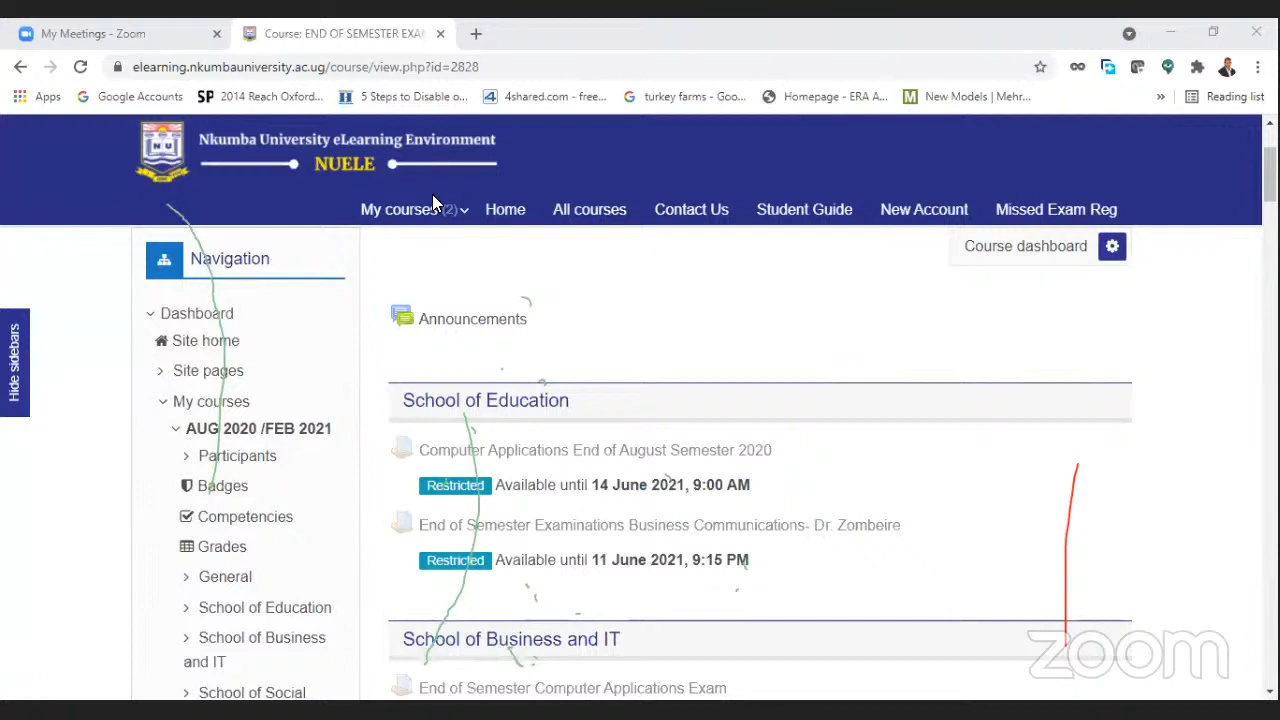 My Meetings - Zoom
Course: END OF SEMESTER EXA
elearning.nkumbauniversity.ac.ug/course/view.php?id=2828
Apps Google Accounts SP 2014 Reach Oxford... 5 Steps to Disable o... 4 4shared.com - free... turkey farms - Goo... Homepage - ERA A... M New Models | Mehr... » Reading list
Nkumba University eLearning Environment
NUELE
My courses (2) Home All courses Contact Us Student Guide New Account Missed Exam Reg
Course dashboard
Hide sidebars
Navigation
Dashboard
Site home
Site pages
My courses
AUG 2020 /FEB 2021
Participants
Badges
Competencies
Grades
General
School of Education
School of Business
and IT
School of Social
Announcements
School of Education
Computer Applications End of August Semester 2020
Restricted Available until 14 June 2021, 9:00 AM
End of Semester Examinations Business Communications- Dr. Zombeire
Restricted Available until 11 June 2021, 9:15 PM
School of Business and IT
End of Semester Computer Applications Exam
zoom